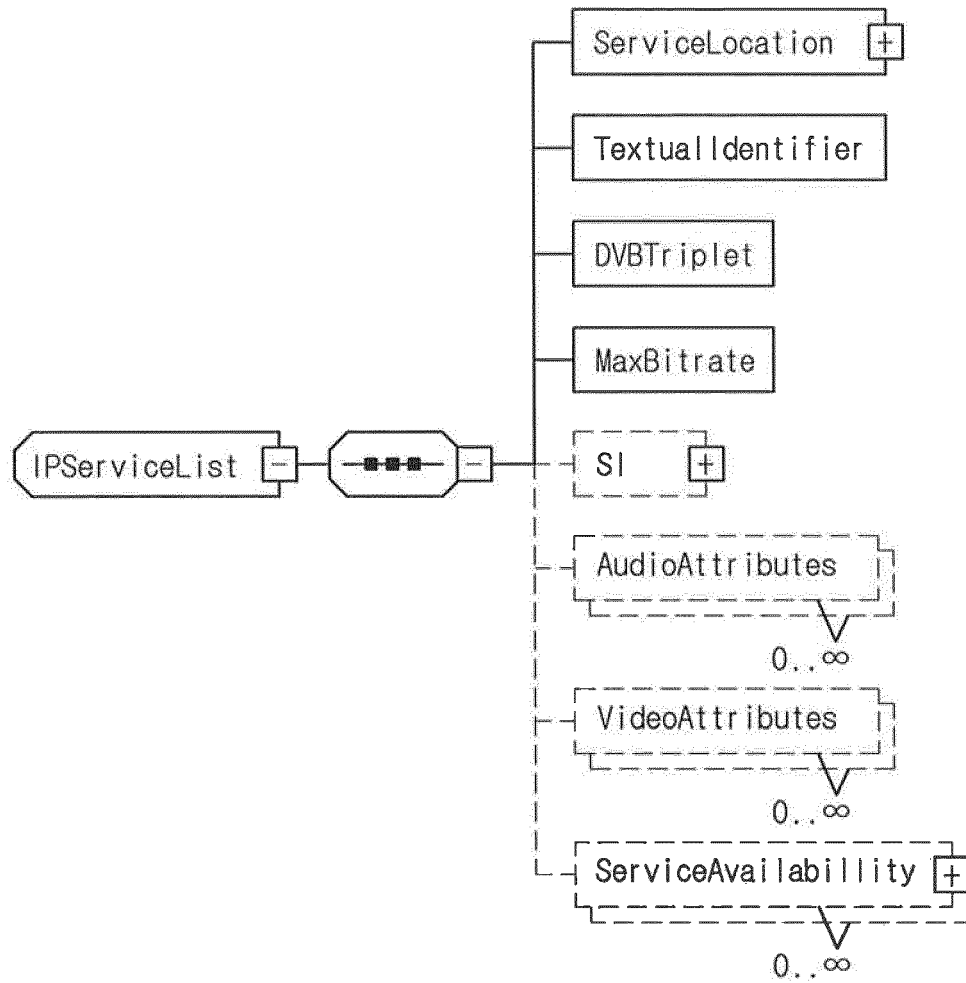 ServiceLocation +
TextualIdentifier
DVBTriplet
MaxBitrate
IPServiceList -
-
SI +
AudioAttributes
0..∞
VideoAttributes
0..∞
ServiceAvailabillity +
0..∞